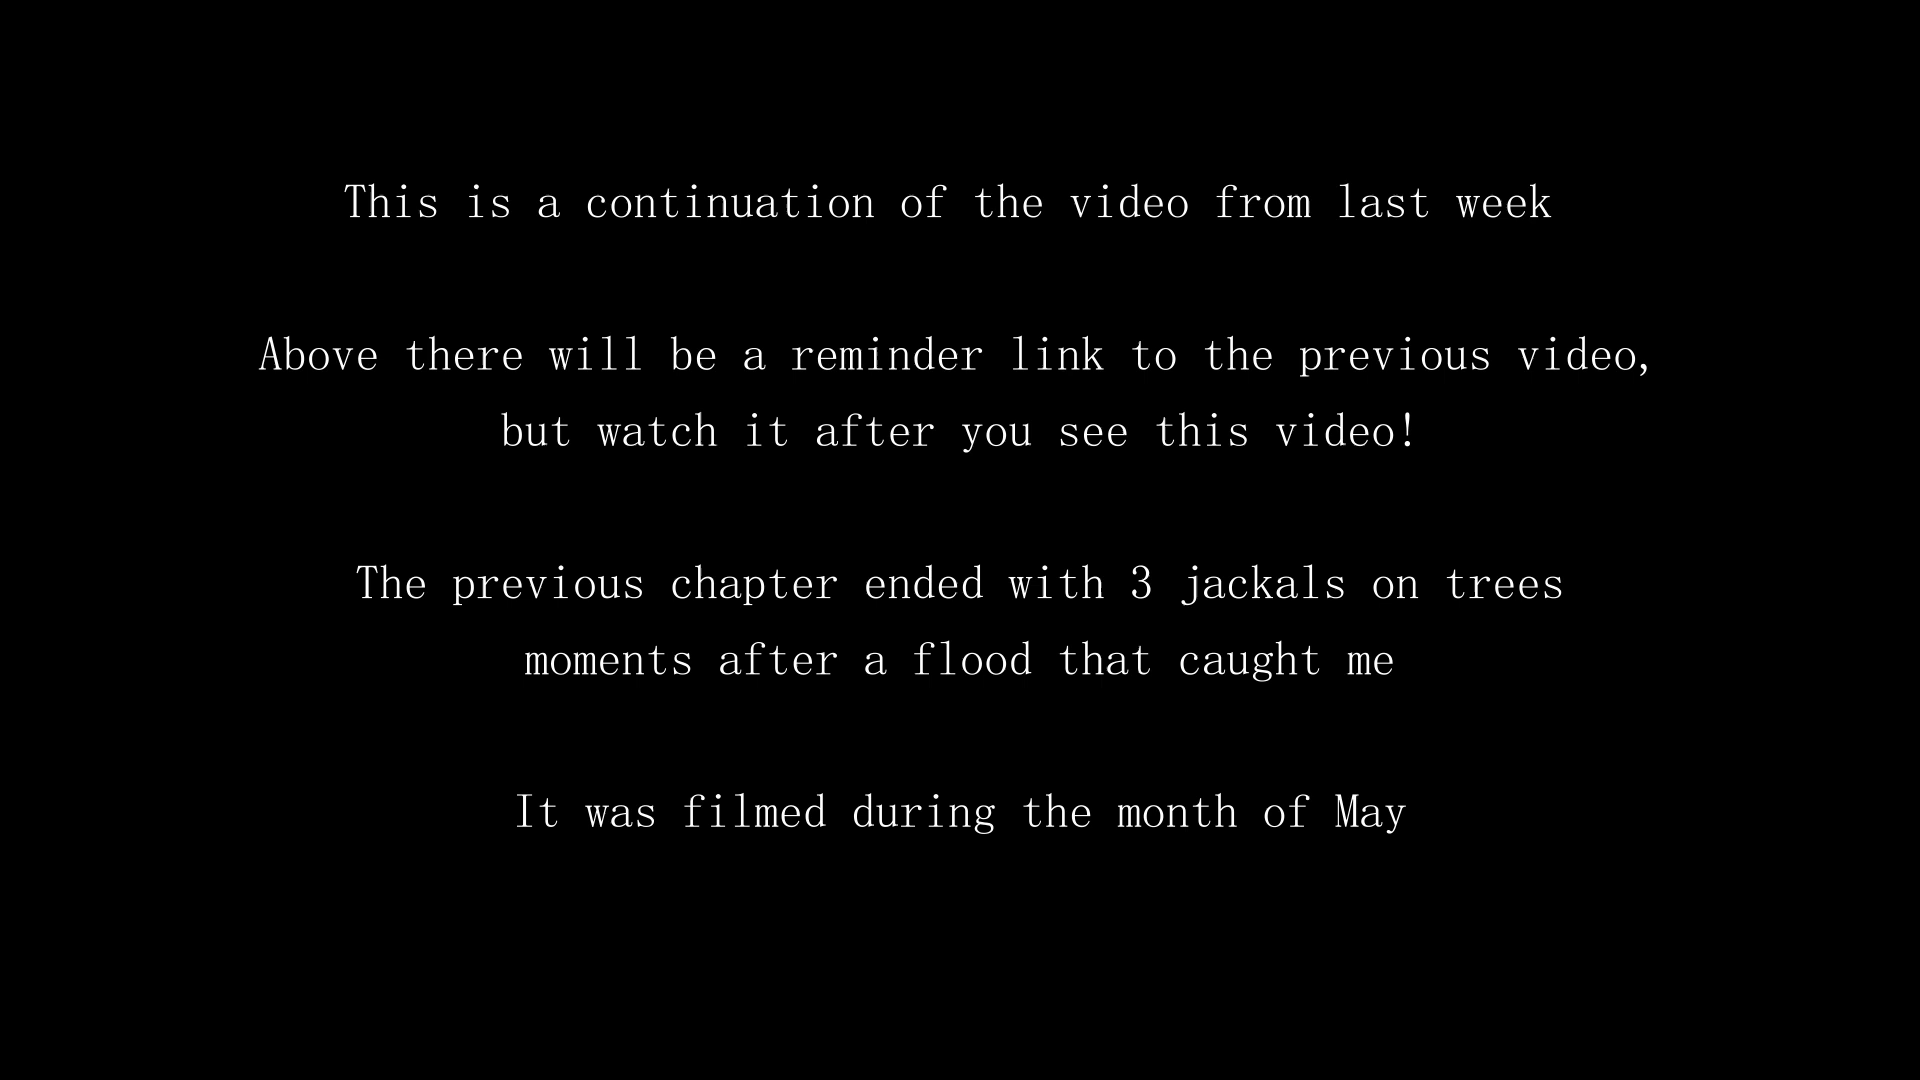 This is a continuation of the video from last week
Above there will be a reminder link to the previous video,
but watch it after you see this video!
The previous chapter ended with 3 jackals on trees
moments after a flood that caught me
It was filmed during the month of May